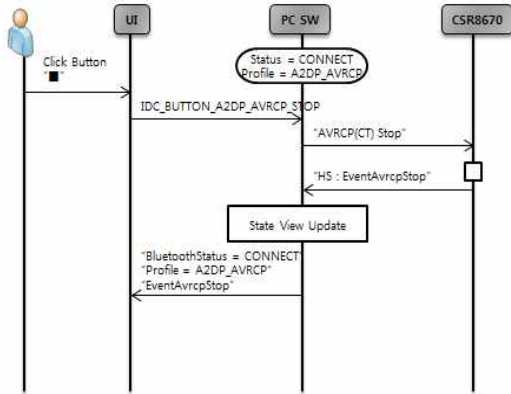 UI
PC SW
CSR8670
Status = CONNECT
Profile = A2DP_AVRCP
Click Button
"■"
IDC_BUTTON_A2DP_AVRCP_STOP
"AVRCP(CT) Stop"
"HS : EventAvrcpStop"
State View Update
"BluetoothStatus = CONNECT"
"Profile = A2DP_AVRCP"
"EventAvrcpStop"